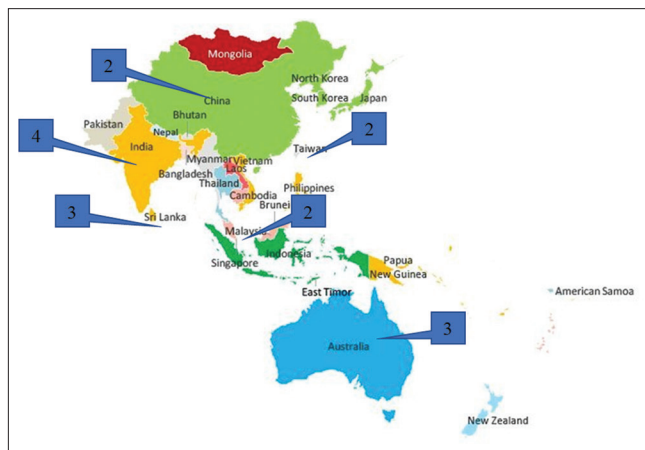 Mongolia
2
North Korea
China
South Korea
Japan
Pakistan
Bhutan
Nepal
4
India
Taiwan
2
Myanmar
Vietnam
Laos
Bangladesh
Thailand
Philippines
Cambodia
3
Sri Lanka
Brunei
2
Malaysia
Singapore
Indonesia
Papua
New Guinea
East Timor
American Samoa
Australia
3
New Zealand